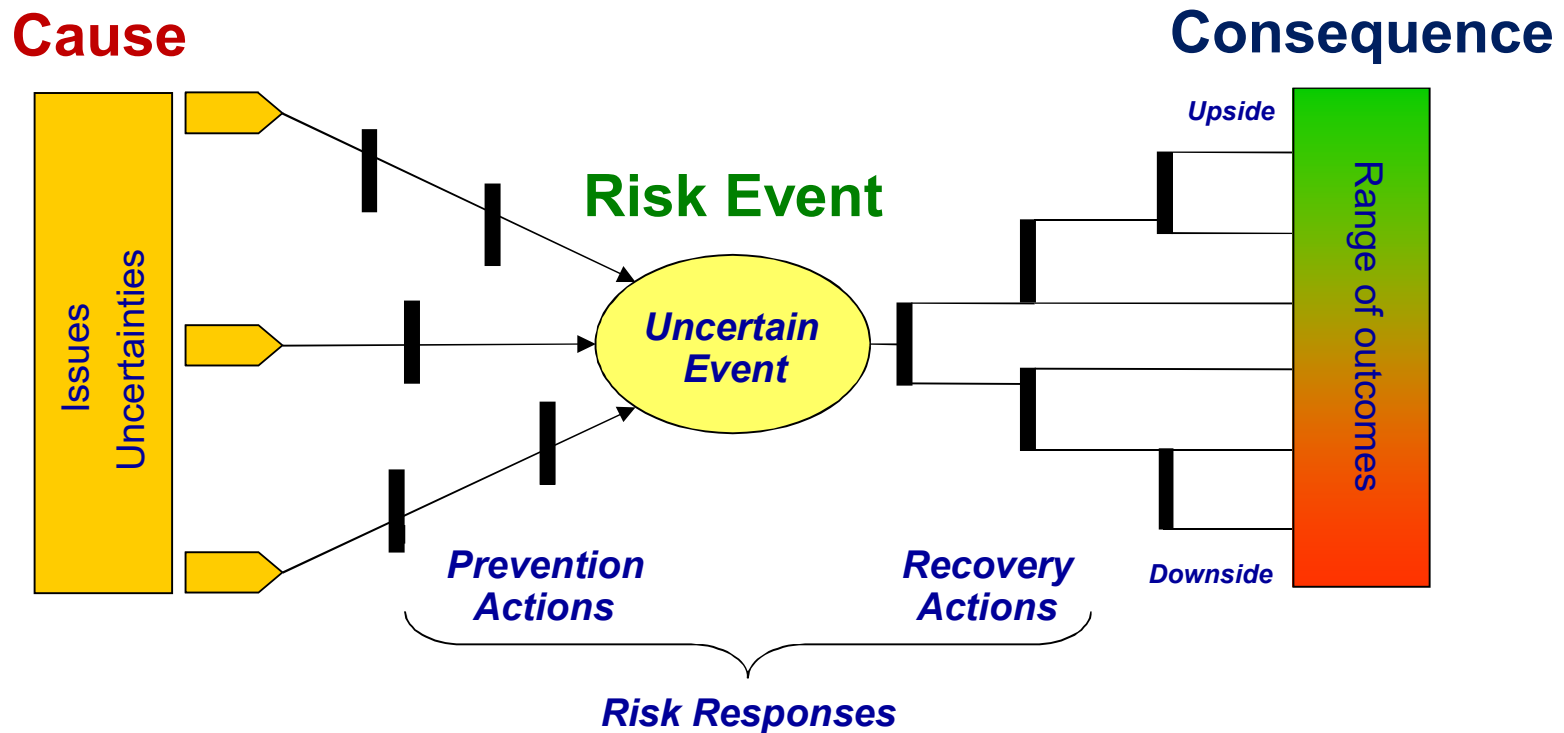 Cause
Consequence
Issues
Uncertainties
Risk Event
Uncertain
Event
Upside
Range of outcomes
Downside
Prevention
Actions
Recovery
Actions
Risk Responses